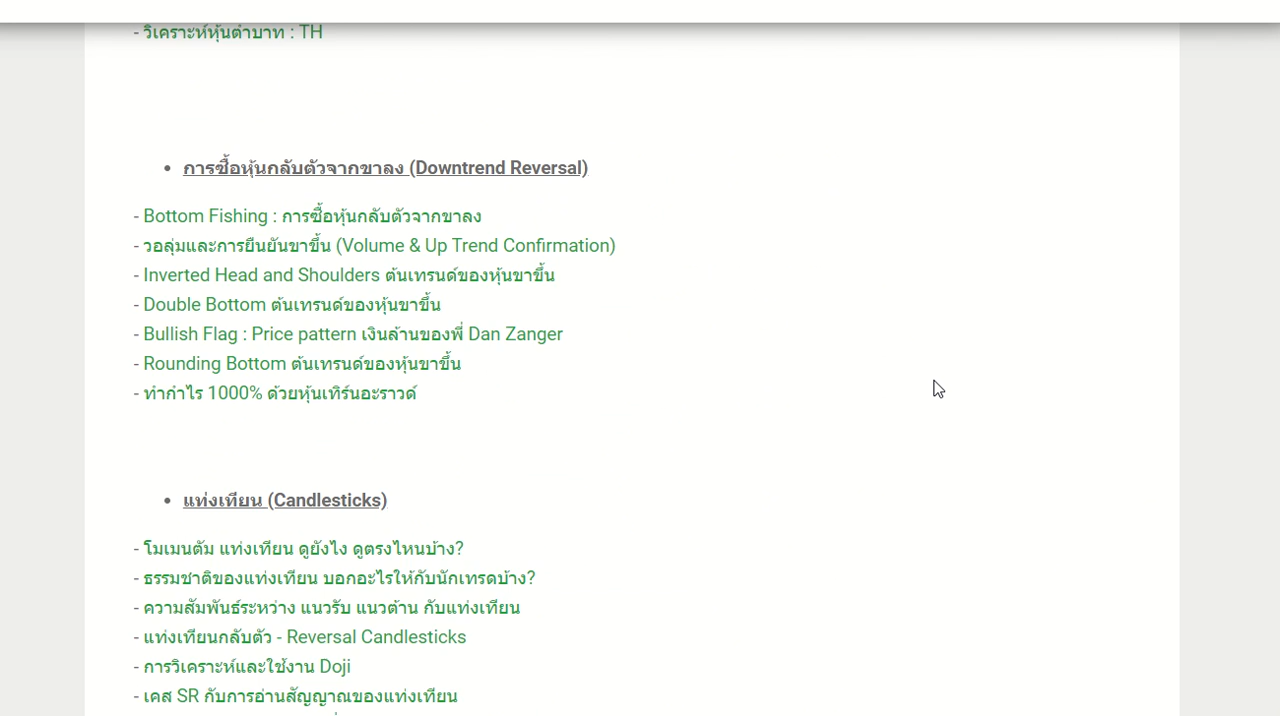 - วิเคราะห์หุ้นต่ำบาท : TH
• การซื้อหุ้นกลับตัวจากขาลง (Downtrend Reversal)
- Bottom Fishing : การซื้อหุ้นกลับตัวจากขาลง
- วอลุ่มและการยืนยันขาขึ้น (Volume & Up Trend Confirmation)
- Inverted Head and Shoulders ต้นเทรนด์ของหุ้นขาขึ้น
- Double Bottom ต้นเทรนด์ของหุ้นขาขึ้น
- Bullish Flag : Price pattern เงินล้านของพี่ Dan Zanger
- Rounding Bottom ต้นเทรนด์ของหุ้นขาขึ้น
- ทำกำไร 1000% ด้วยหุ้นเทิร์นอะราวด์
• แท่งเทียน (Candlesticks)
- โมเมนตัม แท่งเทียน ดูยังไง ดูตรงไหนบ้าง?
- ธรรมชาติของแท่งเทียน บอกอะไรให้กับนักเทรดบ้าง?
- ความสัมพันธ์ระหว่าง แนวรับ แนวต้าน กับแท่งเทียน
- แท่งเทียนกลับตัว - Reversal Candlesticks
- การวิเคราะห์และใช้งาน Doji
- เคส SR กับการอ่านสัญญาณของแท่งเทียน